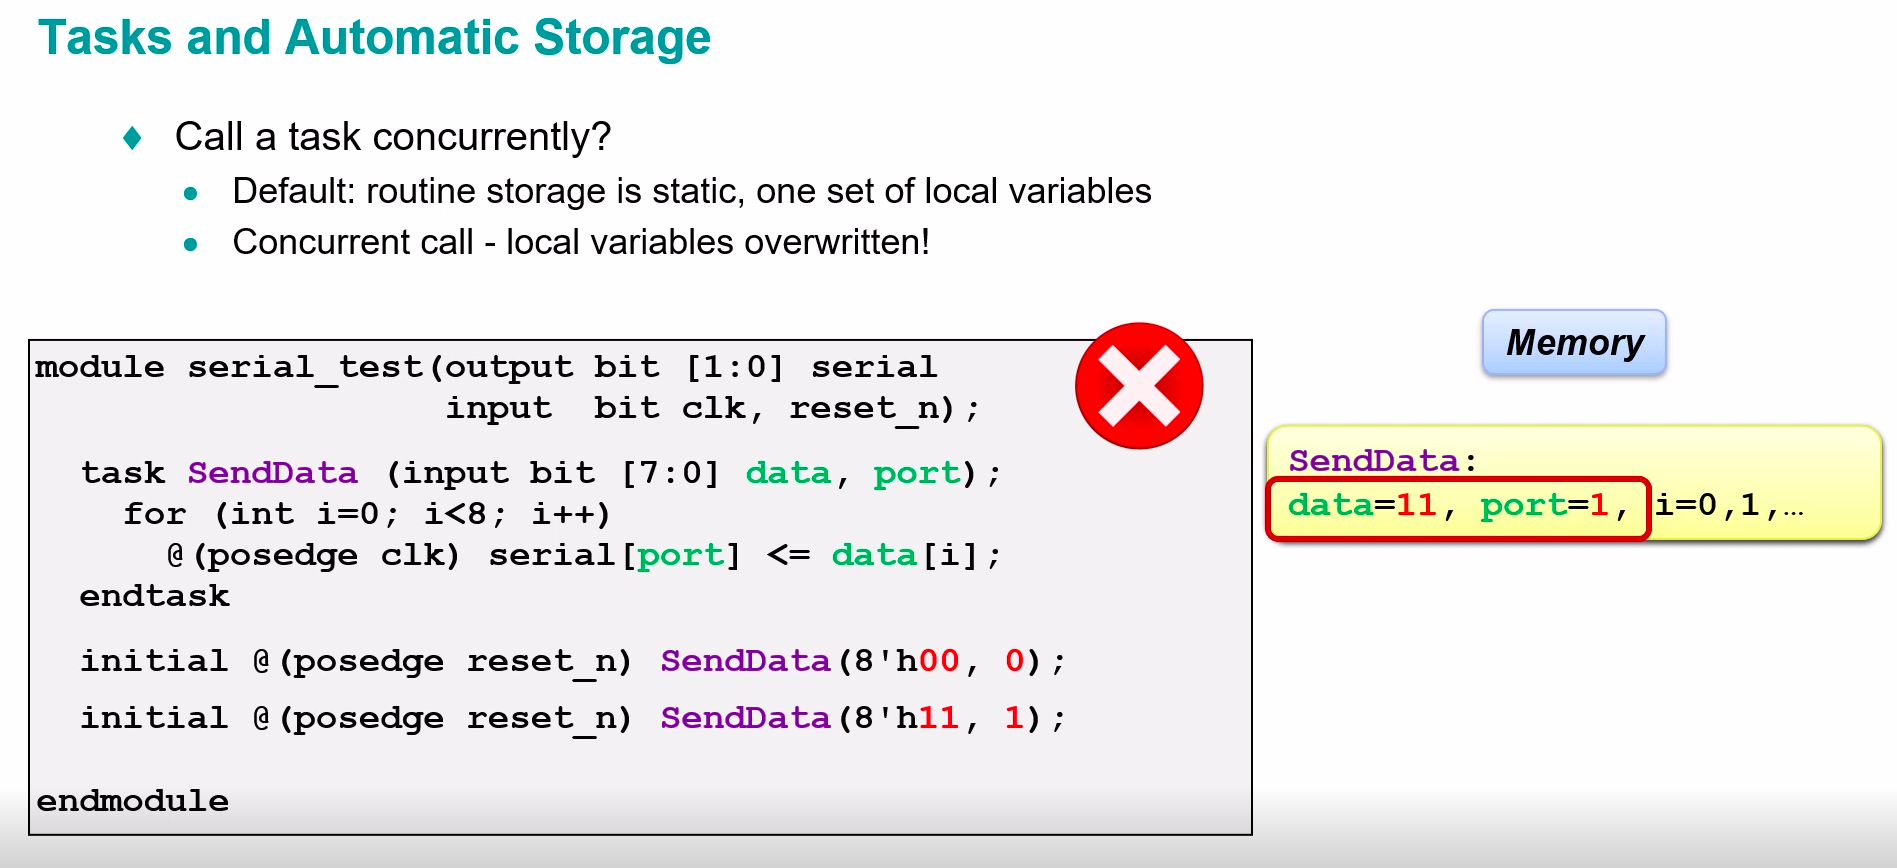 Tasks and Automatic Storage
Call a task concurrently?
Default: routine storage is static, one set of local variables
Concurrent call - local variables overwritten!
module serial_test(output bit [1:0] serial
input  bit clk, reset_n);
task SendData (input bit [7:0] data, port);
for (int i=0; i<8; i++)
@(posedge clk) serial[port] <= data[i];
endtask
initial @(posedge reset_n) SendData(8'h00, 0);
initial @(posedge reset_n) SendData(8'h11, 1);
endmodule
Memory
SendData:
data=11, port=1, i=0,1,…